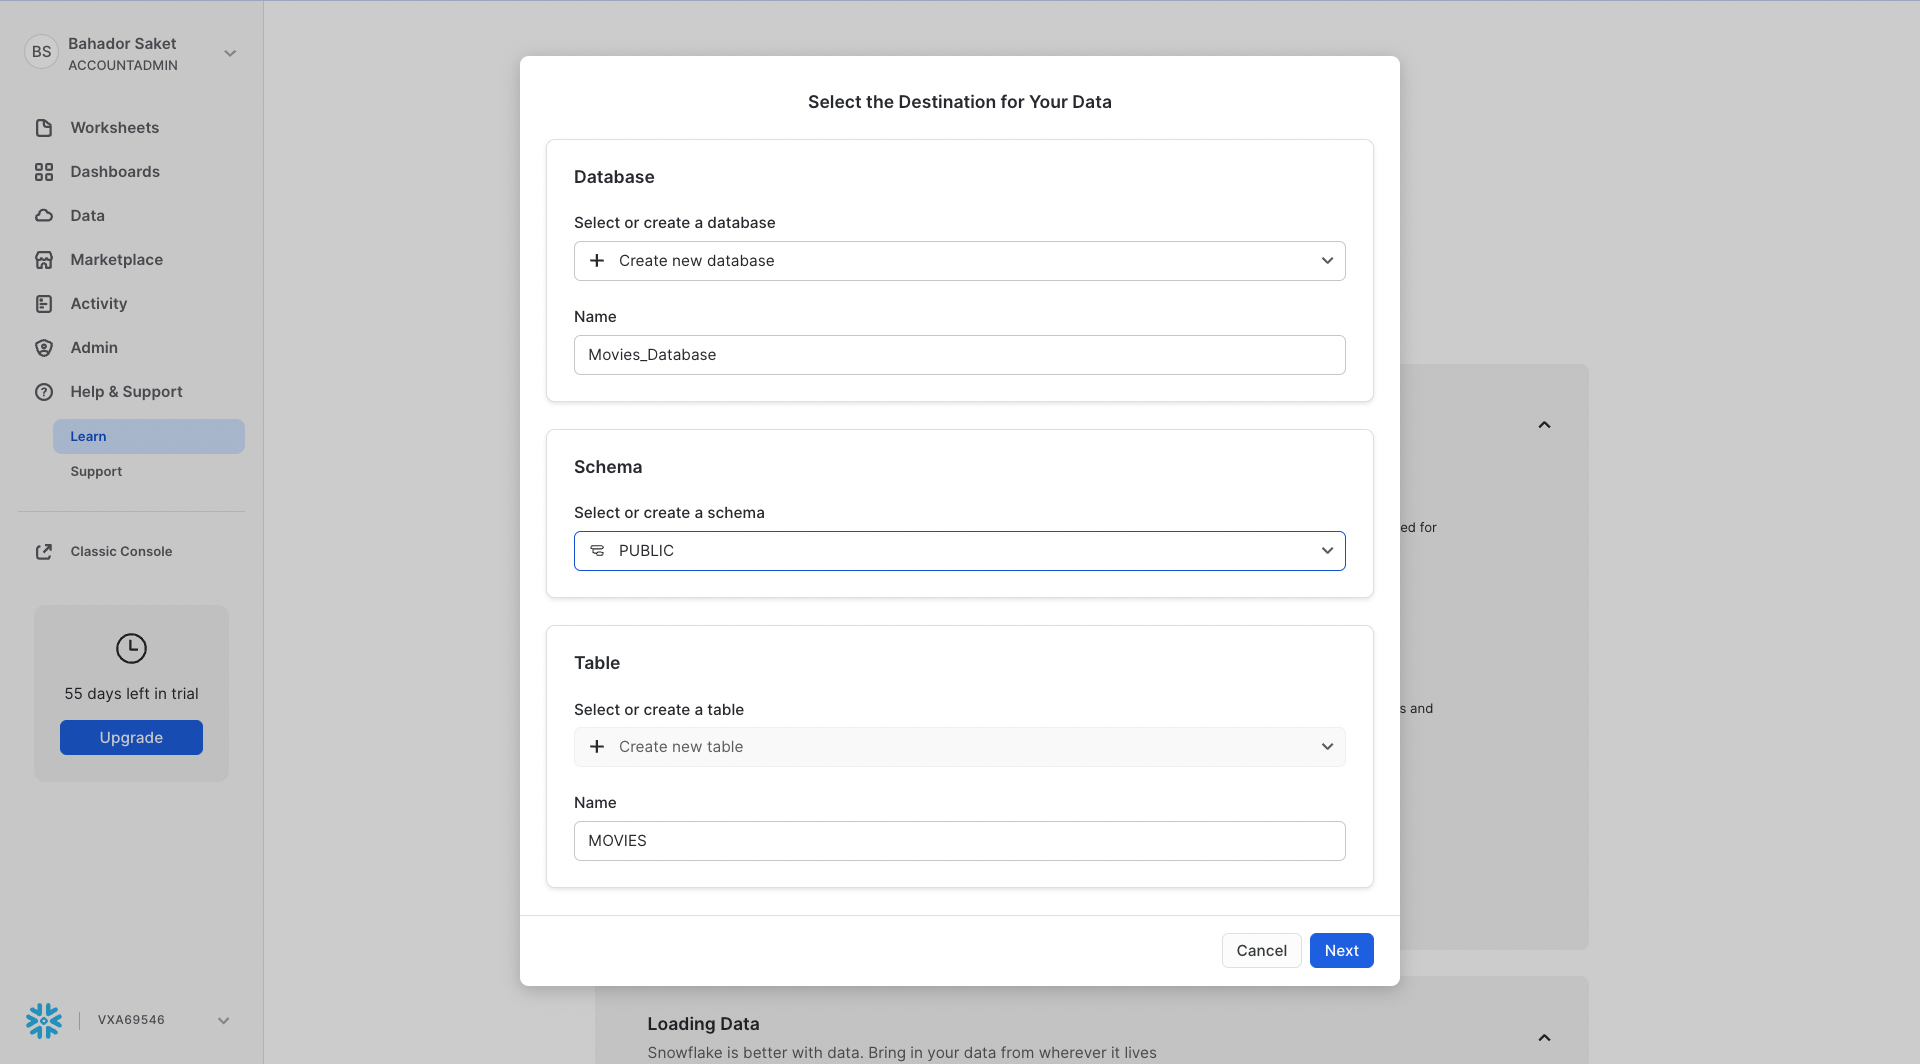 BS
Bahador Saket
ACCOUNTADMIN
Worksheets
Dashboards
Data
Marketplace
Activity
Admin
Help & Support
Learn
Support
Classic Console
55 days left in trial
Upgrade
VXA69546
Select the Destination for Your Data
Database
Select or create a database
Create new database
Name
Movies_Database
Schema
Select or create a schema
PUBLIC
Table
Select or create a table
Create new table
Name
MOVIES
Cancel
Next
for
and
Loading Data
Snowflake is better with data. Bring in your data from wherever it lives